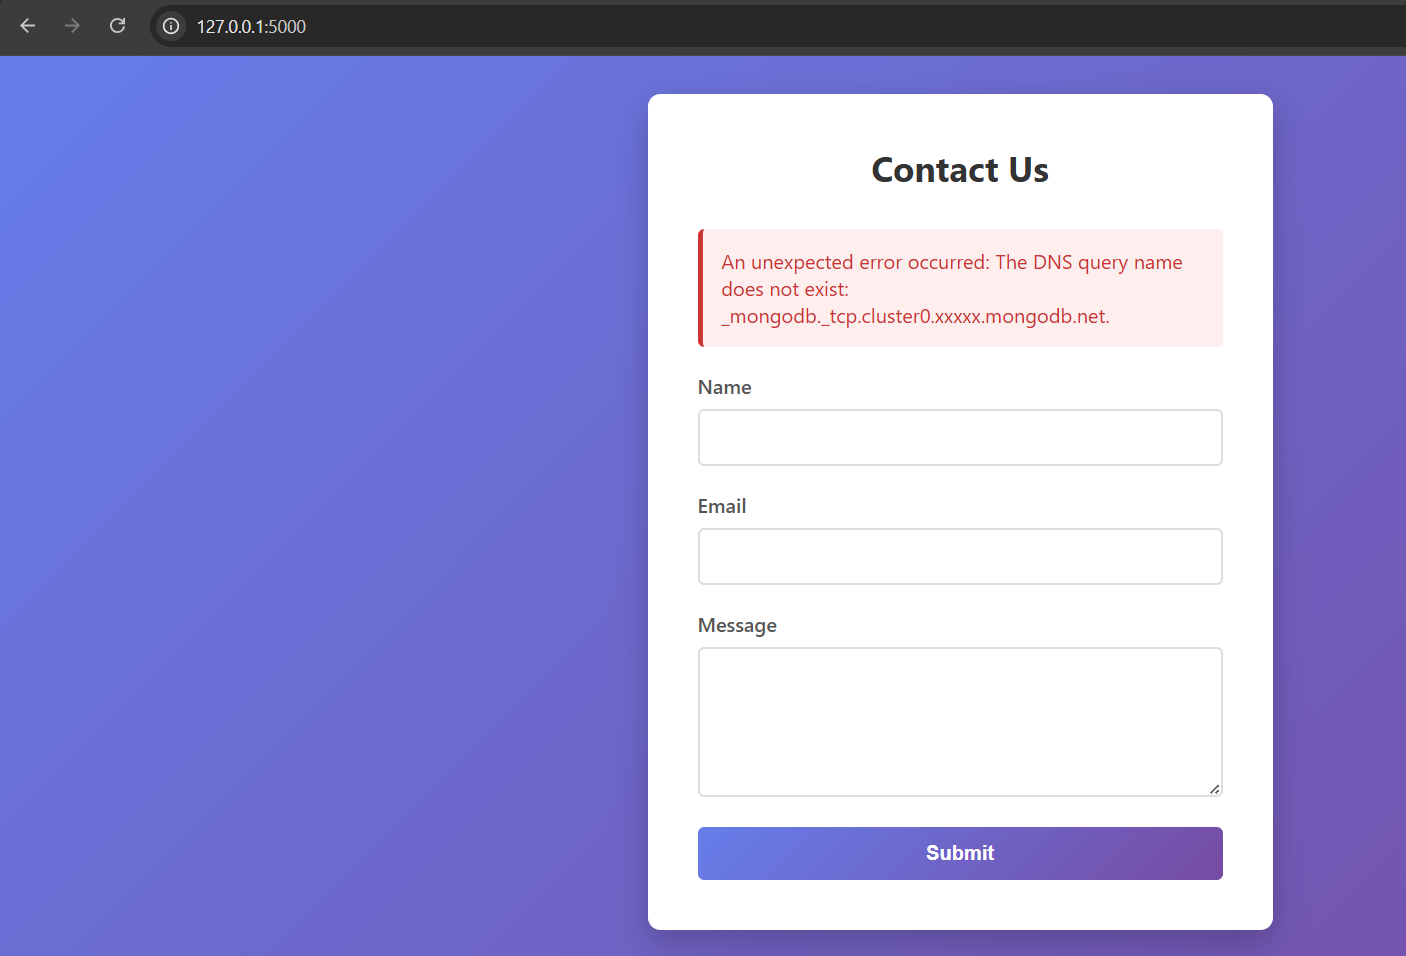 127.0.0.1:5000
Contact Us
An unexpected error occurred: The DNS query name
does not exist:
_mongodb._tcp.cluster0.xxxxx.mongodb.net.
Name
Email
Message
Submit